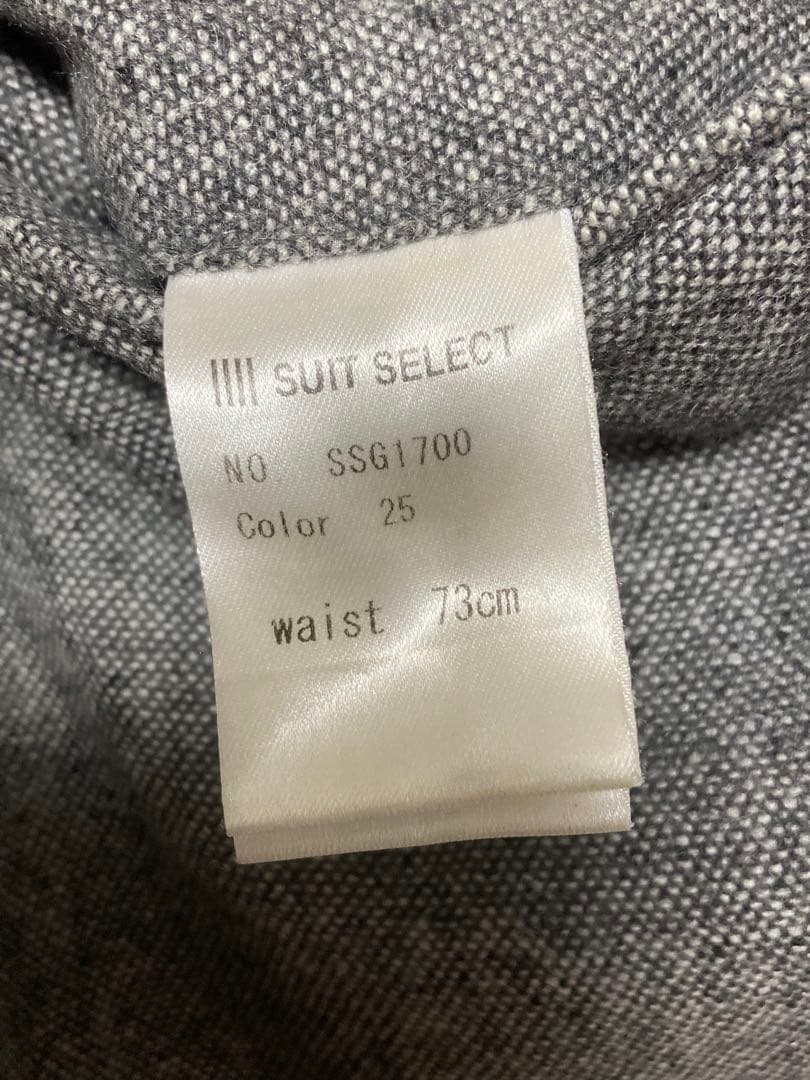 SUIT SELECT
NO SSG1700
Color 25
waist 73cm